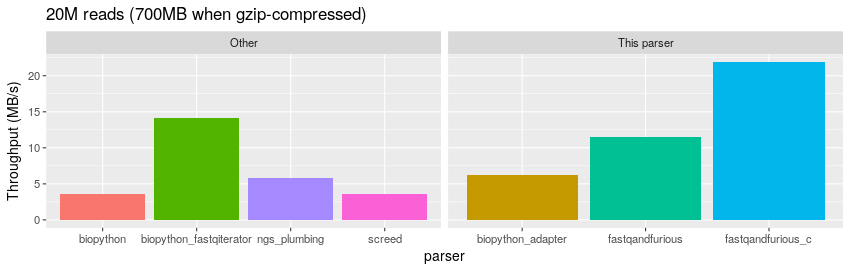 20M reads (700MB when gzip-compressed)
Other
This parser
Throughput (MB/s)
20
15
10
5
0
biopython
biopython_fastqiterator
ngs_plumbing
screed
biopython_adapter
fastqandfurious
fastqandfurious_c
parser